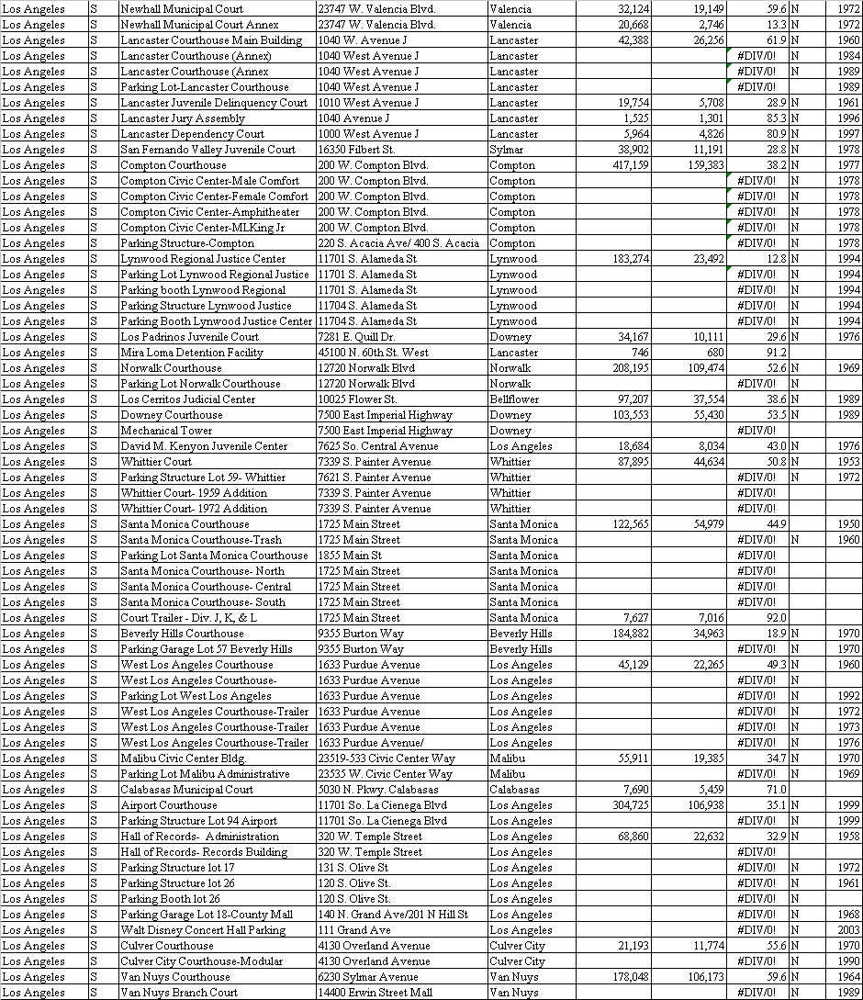 Los Angeles S Newhall Municipal Court 23747 W. Valencia Blvd. Valencia 32,124 19,149 59.6 N 1972
Los Angeles S Newhall Municipal Court Annex 23747 W. Valencia Blvd. Valencia 20,668 2,746 13.3 N 1972
Los Angeles S Lancaster Courthouse Main Building 1040 W. Avenue J Lancaster 42,388 26,256 61.9 N 1960
Los Angeles S Lancaster Courthouse (Annex) 1040 West Avenue J Lancaster #DIV/0! N 1984
Los Angeles S Lancaster Courthouse (Annex 1040 West Avenue J Lancaster #DIV/0! N 1989
Los Angeles S Parking Lot-Lancaster Courthouse 1040 West Avenue J Lancaster #DIV/0! 1989
Los Angeles S Lancaster Juvenile Delinquency Court 1010 West Avenue J Lancaster 19,754 5,708 28.9 N 1961
Los Angeles S Lancaster Jury Assembly 1040 Avenue J Lancaster 1,525 1,301 85.3 N 1996
Los Angeles S Lancaster Dependency Court 1000 West Avenue J Lancaster 5,964 4,826 80.9 N 1997
Los Angeles S San Fernando Valley Juvenile Court 16350 Filbert St. Sylmar 38,902 11,191 28.8 N 1978
Los Angeles S Compton Courthouse 200 W. Compton Blvd. Compton 417,159 159,383 38.2 N 1977
Los Angeles S Compton Civic Center-Male Comfort 200 W. Compton Blvd. Compton #DIV/0! N 1978
Los Angeles S Compton Civic Center-Female Comfort 200 W. Compton Blvd. Compton #DIV/0! N 1978
Los Angeles S Compton Civic Center-Amphitheater 200 W. Compton Blvd. Compton #DIV/0! N 1978
Los Angeles S Compton Civic Center-MLKing Jr 200 W. Compton Blvd. Compton #DIV/0! N 1978
Los Angeles S Parking Structure-Compton 220 S. Acacia Ave/ 400 S. Acacia Compton #DIV/0! N 1978
Los Angeles S Lynwood Regional Justice Center 11701 S. Alameda St Lynwood 183,274 23,492 12.8 N 1994
Los Angeles S Parking Lot Lynwood Regional Justice 11701 S. Alameda St Lynwood #DIV/0! N 1994
Los Angeles S Parking booth Lynwood Regional 11701 S. Alameda St Lynwood #DIV/0! N 1994
Los Angeles S Parking Structure Lynwood Justice 11704 S. Alameda St Lynwood #DIV/0! N 1994
Los Angeles S Parking Booth Lynwood Justice Center 11704 S. Alameda St Lynwood #DIV/0! N 1994
Los Angeles S Los Padrinos Juvenile Court 7281 E. Quill Dr. Downey 34,167 10,111 29.6 N 1976
Los Angeles S Mira Loma Detention Facility 45100 N. 60th St. West Lancaster 746 680 91.2
Los Angeles S Norwalk Courthouse 12720 Norwalk Blvd Norwalk 208,195 109,474 52.6 N 1969
Los Angeles S Parking Lot Norwalk Courthouse 12720 Norwalk Blvd Norwalk #DIV/0! N
Los Angeles S Los Cerritos Judicial Center 10025 Flower St. Bellflower 97,207 37,554 38.6 N 1989
Los Angeles S Downey Courthouse 7500 East Imperial Highway Downey 103,553 55,430 53.5 N 1989
Los Angeles S Mechanical Tower 7500 East Imperial Highway Downey #DIV/0!
Los Angeles S David M. Kenyon Juvenile Center 7625 So. Central Avenue Los Angeles 18,684 8,034 43.0 N 1976
Los Angeles S Whittier Court 7339 S. Painter Avenue Whittier 87,895 44,634 50.8 N 1953
Los Angeles S Parking Structure Lot 59- Whittier 7621 S. Painter Avenue Whittier #DIV/0! N 1972
Los Angeles S Whittier Court- 1959 Addition 7339 S. Painter Avenue Whittier #DIV/0!
Los Angeles S Whittier Court- 1972 Addition 7339 S. Painter Avenue Whittier #DIV/0!
Los Angeles S Santa Monica Courthouse 1725 Main Street Santa Monica 122,565 54,979 44.9 1950
Los Angeles S Santa Monica Courthouse-Trash 1725 Main Street Santa Monica #DIV/0! N 1960
Los Angeles S Parking Lot Santa Monica Courthouse 1855 Main St Santa Monica #DIV/0!
Los Angeles S Santa Monica Courthouse- North 1725 Main Street Santa Monica #DIV/0!
Los Angeles S Santa Monica Courthouse- Central 1725 Main Street Santa Monica #DIV/0!
Los Angeles S Santa Monica Courthouse- South 1725 Main Street Santa Monica #DIV/0!
Los Angeles S Court Trailer - Div. J, K, & L 1725 Main Street Santa Monica 7,627 7,016 92.0
Los Angeles S Beverly Hills Courthouse 9355 Burton Way Beverly Hills 184,882 34,963 18.9 N 1970
Los Angeles S Parking Garage Lot 57 Beverly Hills 9355 Burton Way Beverly Hills #DIV/0! N 1970
Los Angeles S West Los Angeles Courthouse 1633 Purdue Avenue Los Angeles 45,129 22,265 49.3 N 1960
Los Angeles S West Los Angeles Courthouse- 1633 Purdue Avenue Los Angeles #DIV/0! N
Los Angeles S Parking Lot West Los Angeles 1633 Purdue Avenue Los Angeles #DIV/0! N 1992
Los Angeles S West Los Angeles Courthouse-Trailer 1633 Purdue Avenue Los Angeles #DIV/0! N 1972
Los Angeles S West Los Angeles Courthouse-Trailer 1633 Purdue Avenue Los Angeles #DIV/0! N 1973
Los Angeles S West Los Angeles Courthouse-Trailer 1633 Purdue Avenue/ Los Angeles #DIV/0! N 1976
Los Angeles S Malibu Civic Center Bldg. 23519-533 Civic Center Way Malibu 55,911 19,385 34.7 N 1970
Los Angeles S Parking Lot Malibu Administrative 23535 W. Civic Center Way Malibu #DIV/0! N 1969
Los Angeles S Calabasas Municipal Court 5030 N. Pkwy. Calabasas Calabasas 7,690 5,459 71.0
Los Angeles S Airport Courthouse 11701 So. La Cienega Blvd Los Angeles 304,725 106,938 35.1 N 1999
Los Angeles S Parking Structure Lot 94 Airport 11701 So. La Cienega Blvd Los Angeles #DIV/0! N 1999
Los Angeles S Hall of Records- Administration 320 W. Temple Street Los Angeles 68,860 22,632 32.9 N 1958
Los Angeles S Hall of Records- Records Building 320 W. Temple Street Los Angeles #DIV/0!
Los Angeles S Parking Structure lot 17 131 S. Olive St Los Angeles #DIV/0! N 1972
Los Angeles S Parking Structure lot 26 120 S. Olive St. Los Angeles #DIV/0! N 1961
Los Angeles S Parking Booth lot 26 120 S. Olive St. Los Angeles #DIV/0! N
Los Angeles S Parking Garage Lot 18-County Mall 140 N. Grand Ave/201 N Hill St Los Angeles #DIV/0! N 1968
Los Angeles S Walt Disney Concert Hall Parking 111 Grand Ave Los Angeles #DIV/0! N 2003
Los Angeles S Culver Courthouse 4130 Overland Avenue Culver City 21,193 11,774 55.6 N 1970
Los Angeles S Culver City Courthouse-Modular 4130 Overland Avenue Culver City #DIV/0! N 1990
Los Angeles S Van Nuys Courthouse 6230 Sylmar Avenue Van Nuys 178,048 106,173 59.6 N 1964
Los Angeles S Van Nuys Branch Court 14400 Erwin Street Mall Van Nuys #DIV/0! N 1989